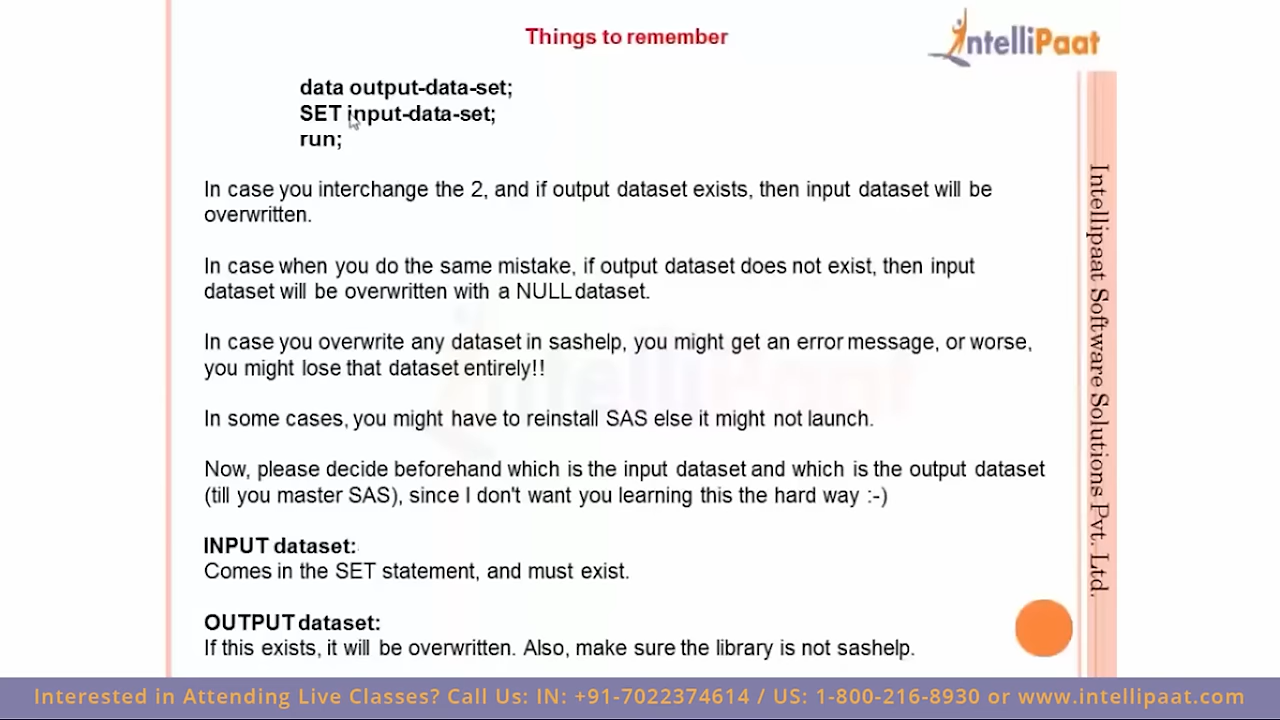 Things to remember
IntelliPaat
data output-data-set;
SET input-data-set;
run;
In case you interchange the 2, and if output dataset exists, then input dataset will be
overwritten.
In case when you do the same mistake, if output dataset does not exist, then input
dataset will be overwritten with a NULL dataset.
In case you overwrite any dataset in sashelp, you might get an error message, or worse,
you might lose that dataset entirely!!
In some cases, you might have to reinstall SAS else it might not launch.
Now, please decide beforehand which is the input dataset and which is the output dataset
(till you master SAS), since I don't want you learning this the hard way :-)
INPUT dataset:
Comes in the SET statement, and must exist.
OUTPUT dataset:
If this exists, it will be overwritten. Also, make sure the library is not sashelp.
Intellipaat Software Solutions Pvt. Ltd.
Interested in Attending Live Classes? Call Us: IN: +91-7022374614 / US: 1-800-216-8930 or www.intellipaat.com